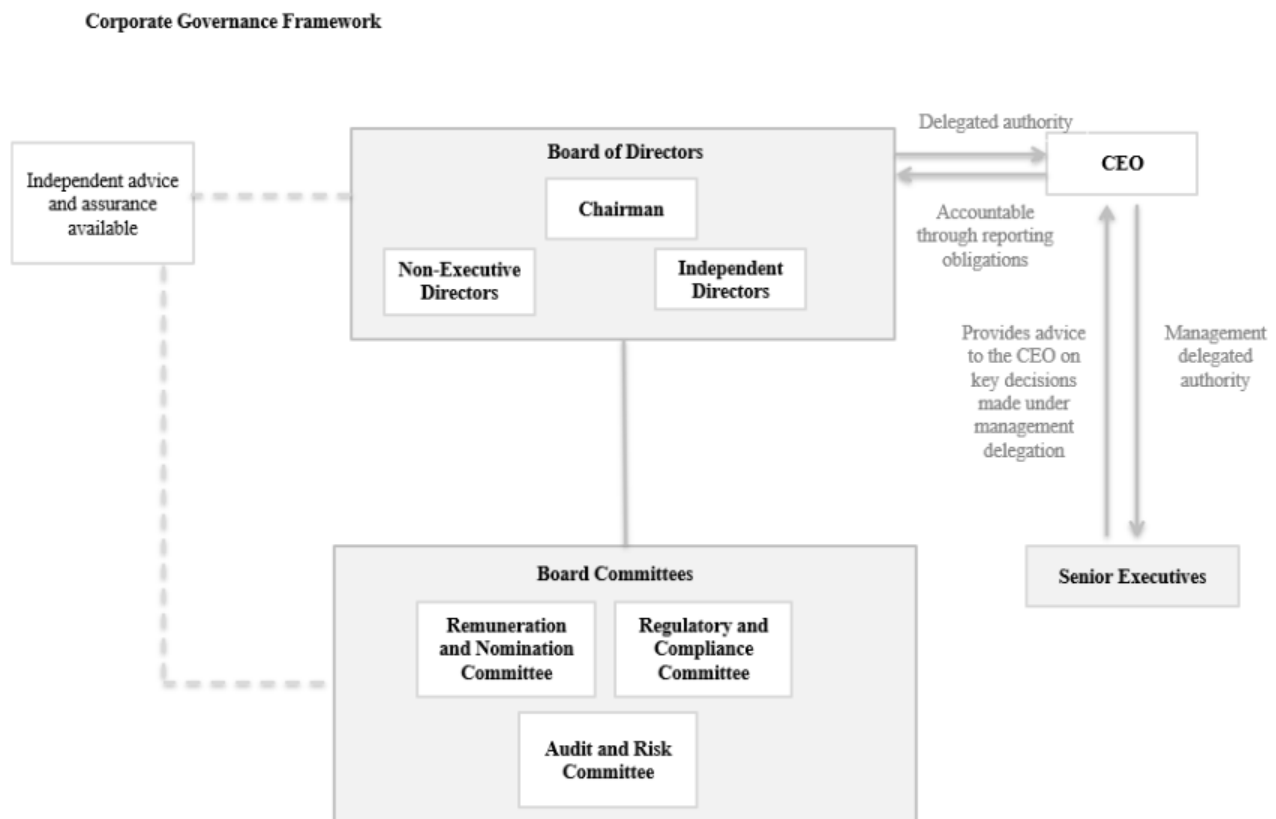 Corporate Governance Framework
Independent advice
and assurance
available
Board of Directors
Chairman
Non-Executive
Directors
Independent
Directors
Delegated authority
CEO
Accountable
through reporting
obligations
Provides advice
to the CEO on
key decisions
made under
management
delegation
Management
delegated
authority
Senior Executives
Board Committees
Remuneration
and Nomination
Committee
Regulatory and
Compliance
Committee
Audit and Risk
Committee